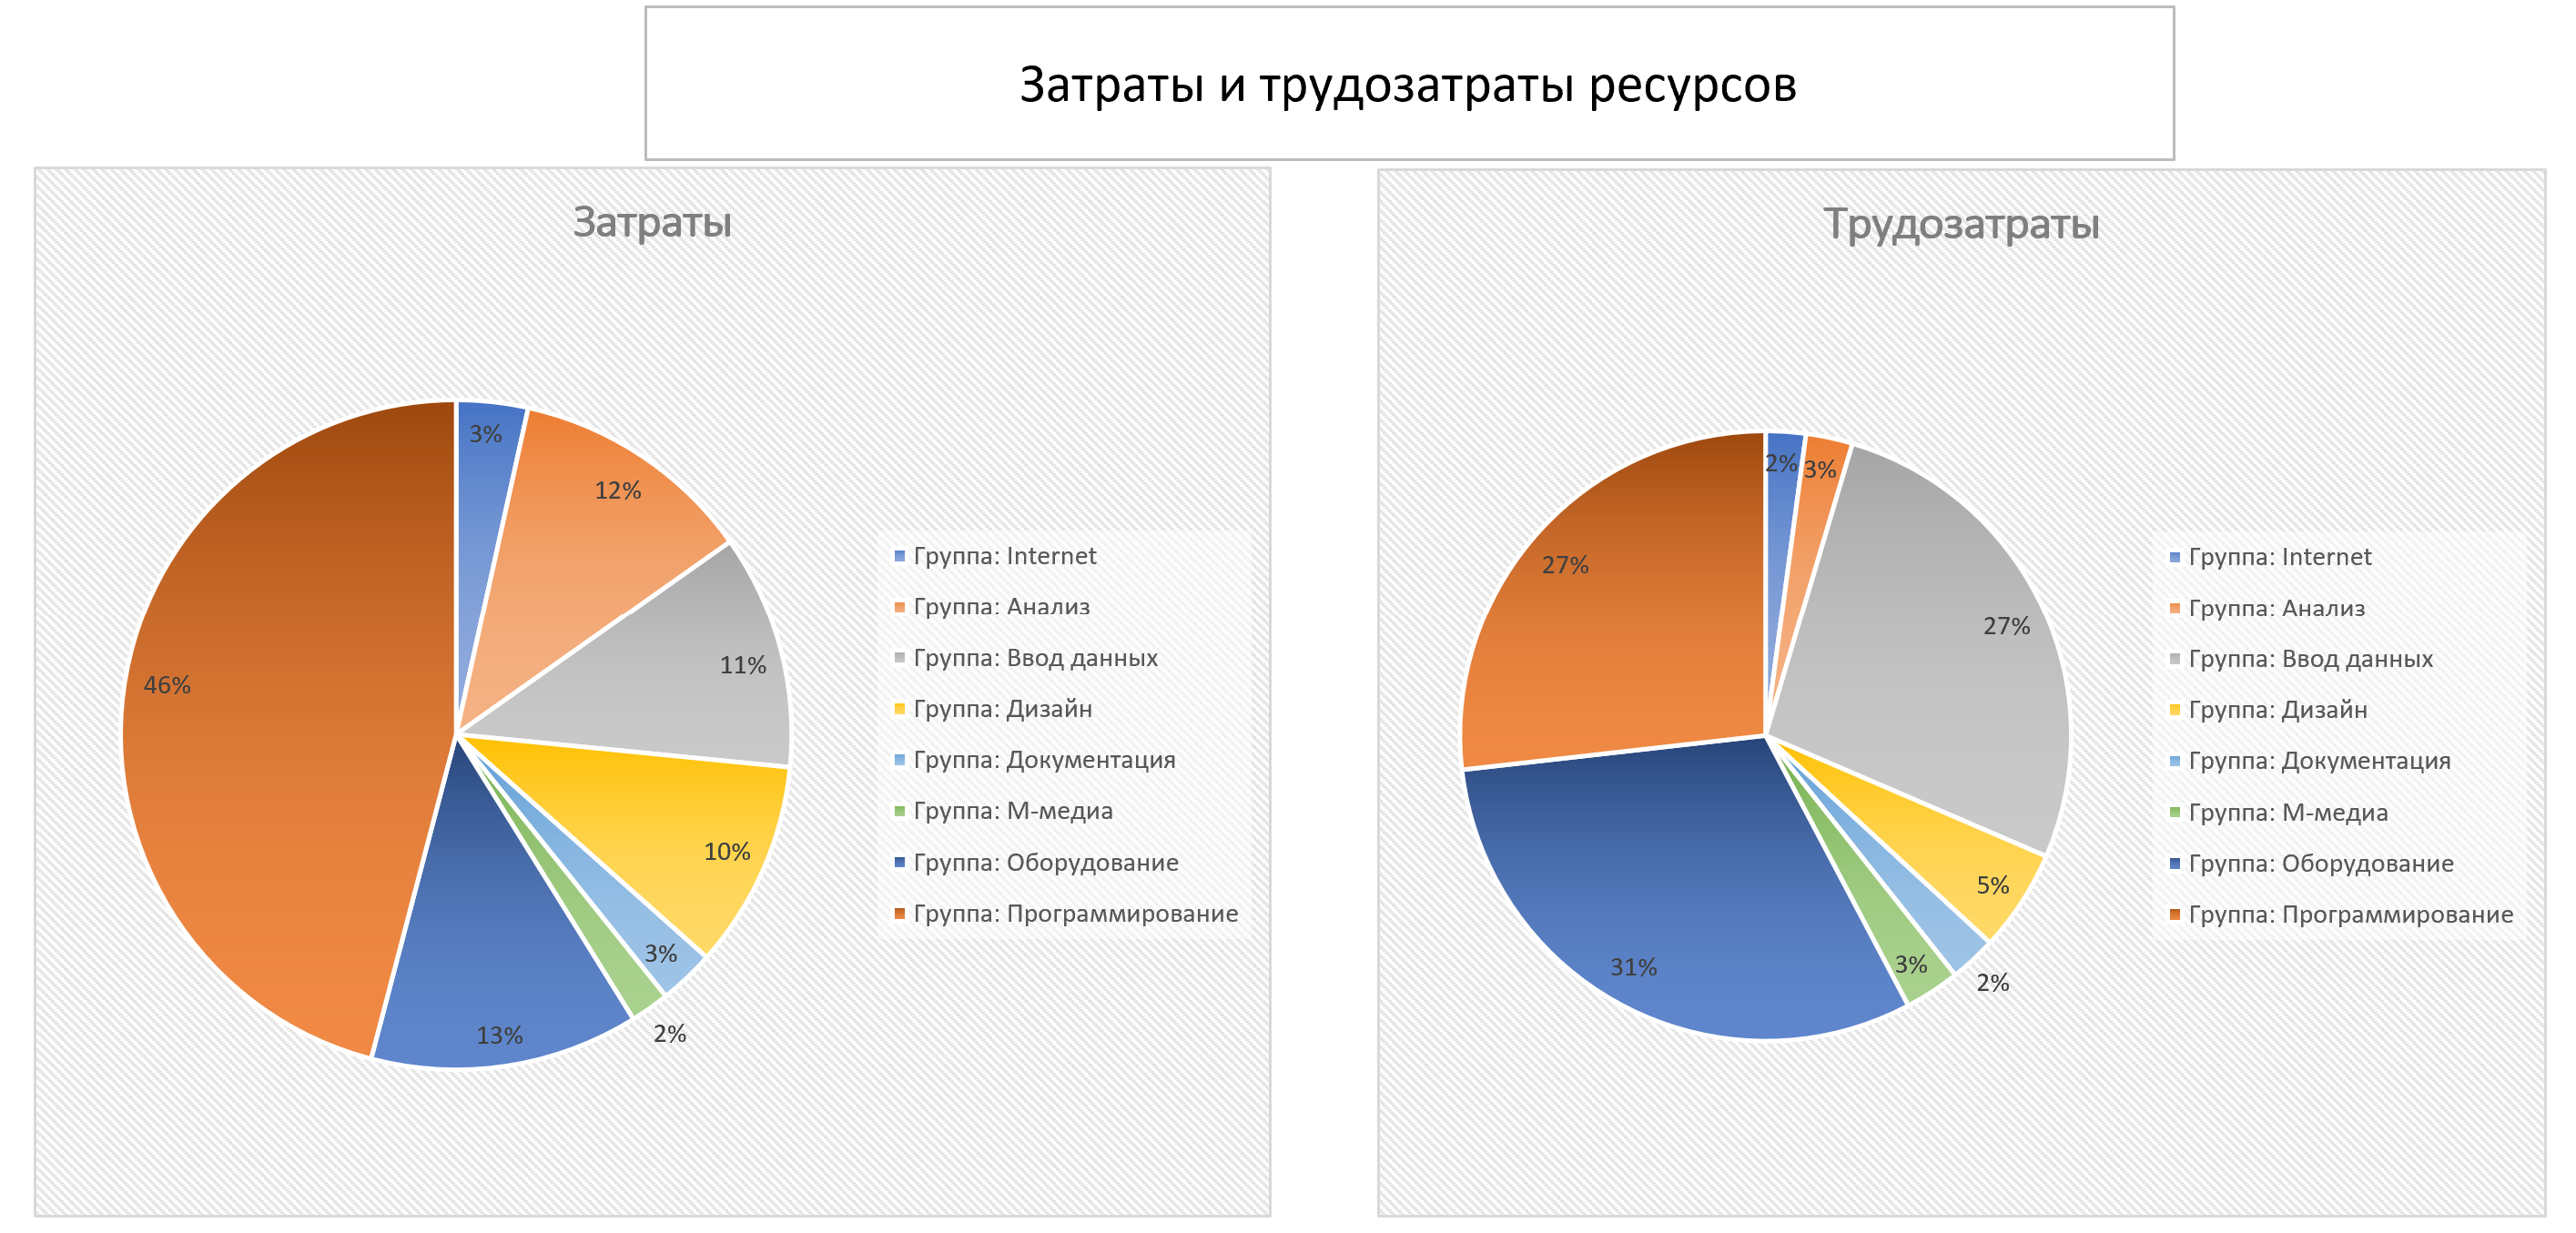 Затраты и трудозатраты ресурсов
Затраты
3%
12%
11%
10%
3%
2%
13%
46%
Группа: Internet
Группа: Анализ
Группа: Ввод данных
Группа: Дизайн
Группа: Документация
Группа: М-медиа
Группа: Оборудование
Группа: Программирование
Трудозатраты
2%
3%
27%
5%
2%
3%
31%
27%
Группа: Internet
Группа: Анализ
Группа: Ввод данных
Группа: Дизайн
Группа: Документация
Группа: М-медиа
Группа: Оборудование
Группа: Программирование